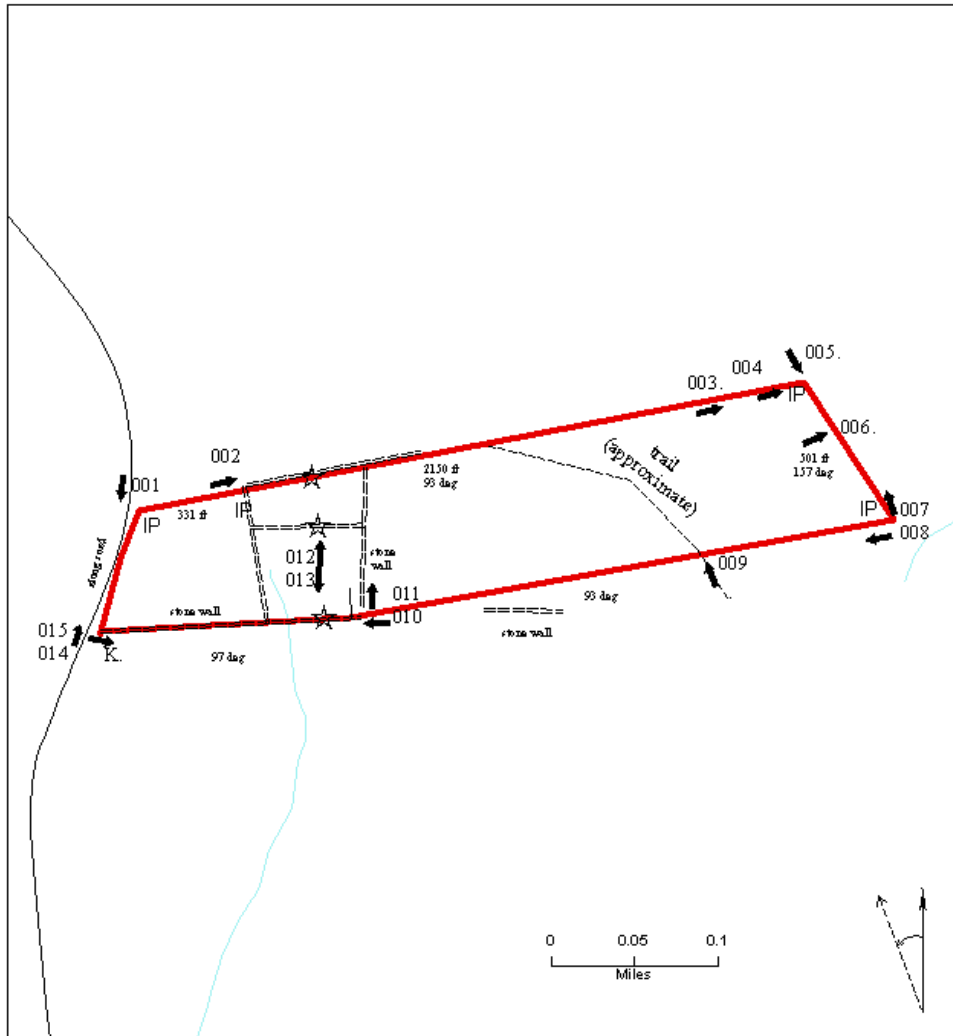 005.
004
003.
IP
006.
trail
(approximate)
501 ft
157 deg
002
2150 ft
93 deg
001
331 ft
IP
IP
IP
007
008
along road
012
013
stone
wall
009
011
010
93 deg
stone wall
stone wall
015
014
K.
97 deg
0
0.05
0.1
Miles